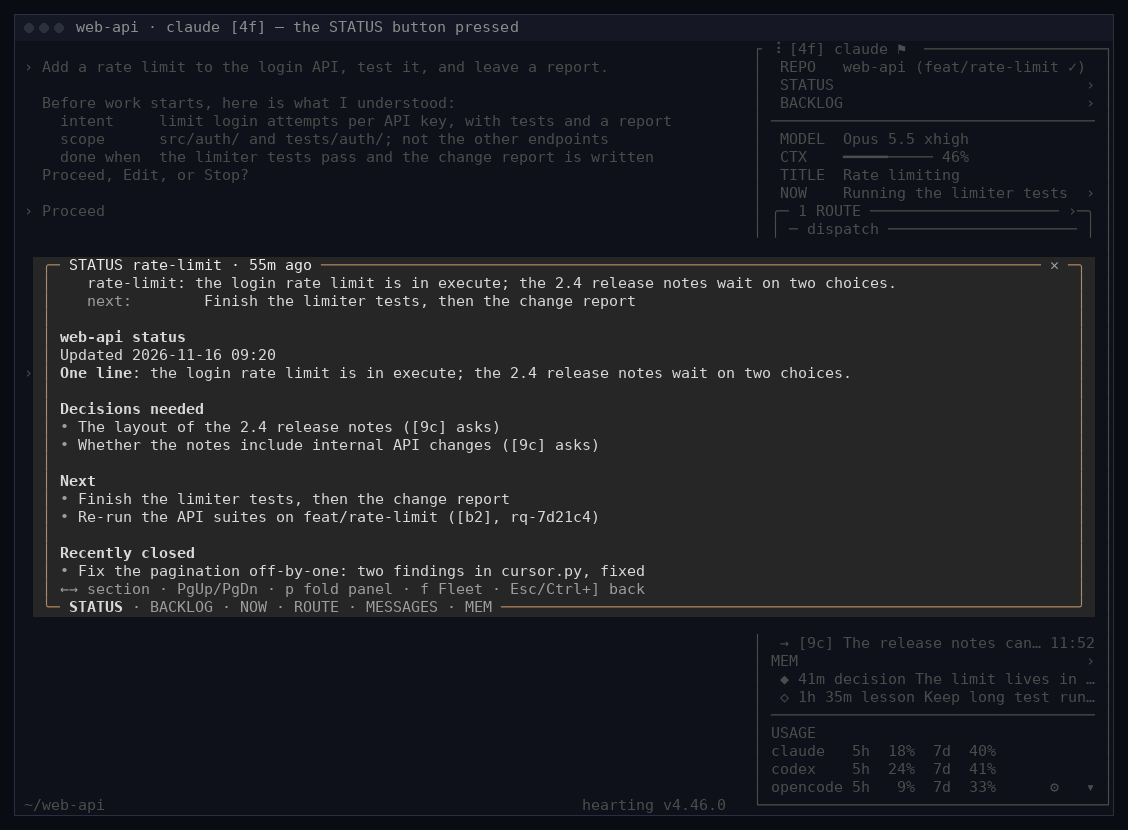 web-api · claude [4f] — the STATUS button pressed
› Add a rate limit to the login API, test it, and leave a report.
Before work starts, here is what I understood:
intent limit login attempts per API key, with tests and a report
scope src/auth/ and tests/auth/; not the other endpoints
done when the limiter tests pass and the change report is written
Proceed, Edit, or Stop?
› Proceed
[4f] claude ⚑
REPO web-api (feat/rate-limit ✓)
STATUS ›
BACKLOG ›
MODEL Opus 5.5 xhigh
CTX 46%
TITLE Rate limiting
NOW Running the limiter tests ›
1 ROUTE ›
─ dispatch
STATUS rate-limit · 55m ago ×
rate-limit: the login rate limit is in execute; the 2.4 release notes wait on two choices.
next: Finish the limiter tests, then the change report
web-api status
Updated 2026-11-16 09:20
› One line: the login rate limit is in execute; the 2.4 release notes wait on two choices.
Decisions needed
• The layout of the 2.4 release notes ([9c] asks)
• Whether the notes include internal API changes ([9c] asks)
Next
• Finish the limiter tests, then the change report
• Re-run the API suites on feat/rate-limit ([b2], rq-7d21c4)
Recently closed
• Fix the pagination off-by-one: two findings in cursor.py, fixed
←→ section · PgUp/PgDn · p fold panel · f Fleet · Esc/Ctrl+] back
STATUS · BACKLOG · NOW · ROUTE · MESSAGES · MEM
→ [9c] The release notes can… 11:52
MEM ›
◆ 41m decision The limit lives in …
◇ 1h 35m lesson Keep long test run…
USAGE
claude 5h 18% 7d 40%
codex 5h 24% 7d 41%
opencode 5h 9% 7d 33% ⚙ ▾
~/web-api hearting v4.46.0